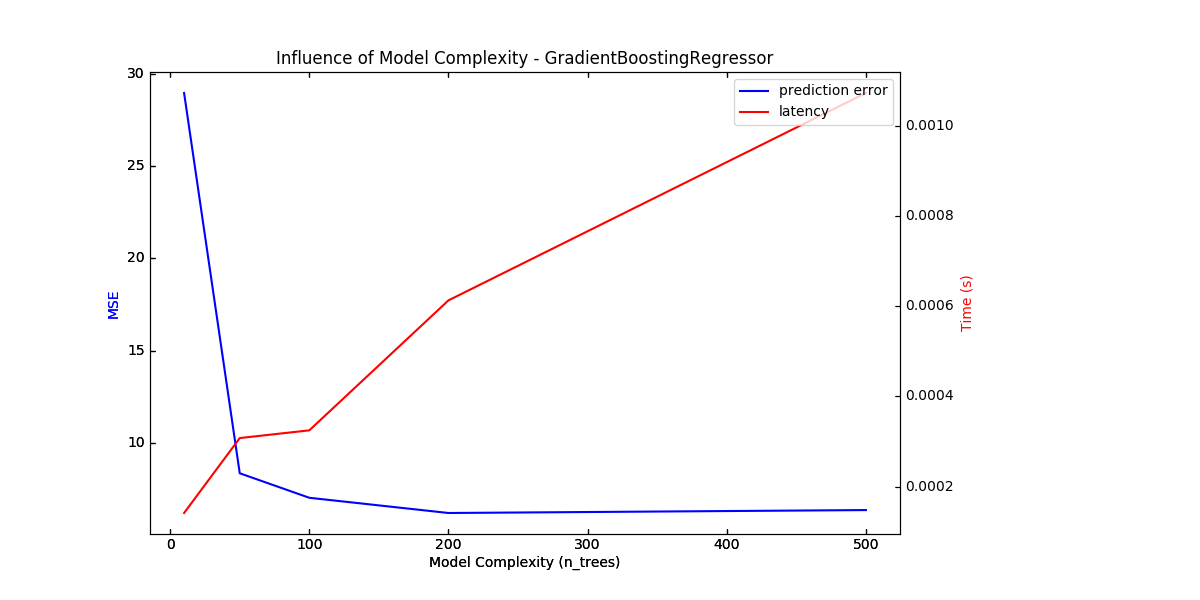 Influence of Model Complexity - GradientBoostingRegressor
prediction error
latency
30
25
20
15
10
MSE
0.0010
0.0008
0.0006
0.0004
0.0002
Time (s)
0 100 200 300 400 500
Model Complexity (n_trees)